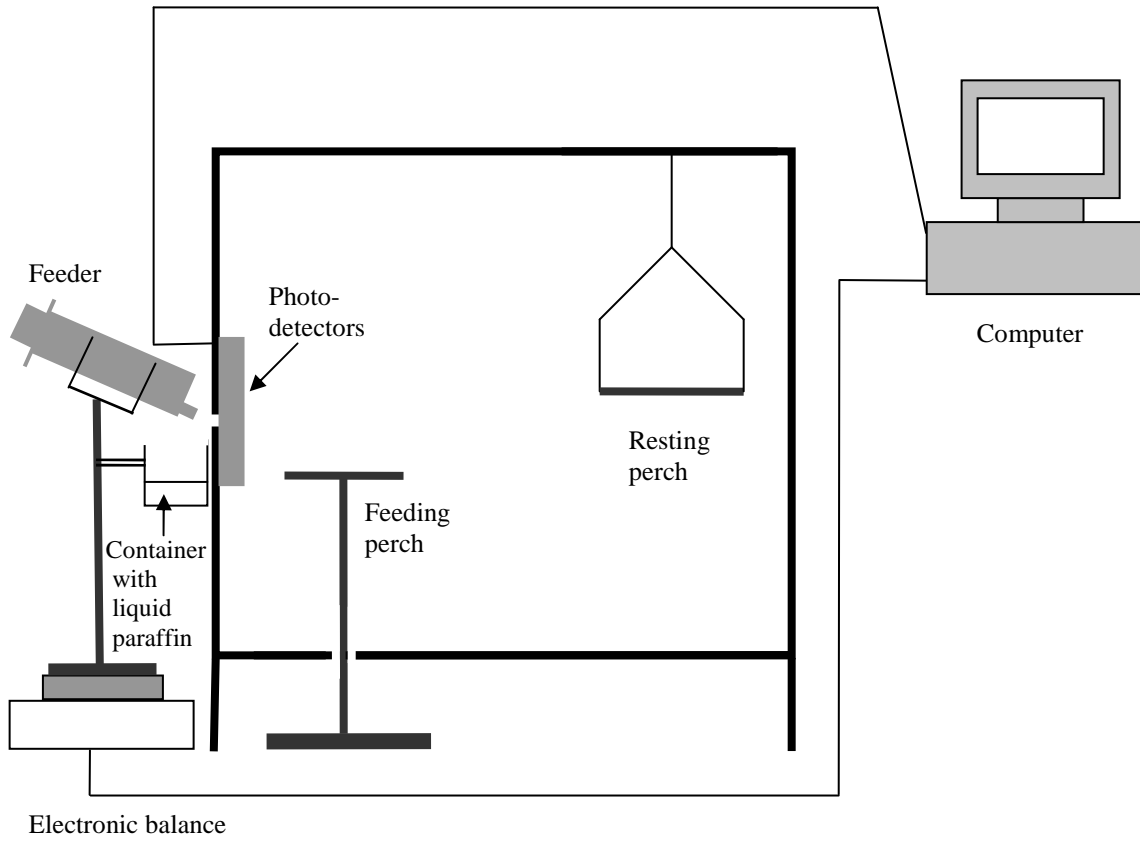 Feeder
Photo-
detectors
Computer
Resting
perch
Feeding
perch
Container
with
liquid
paraffin
Electronic balance